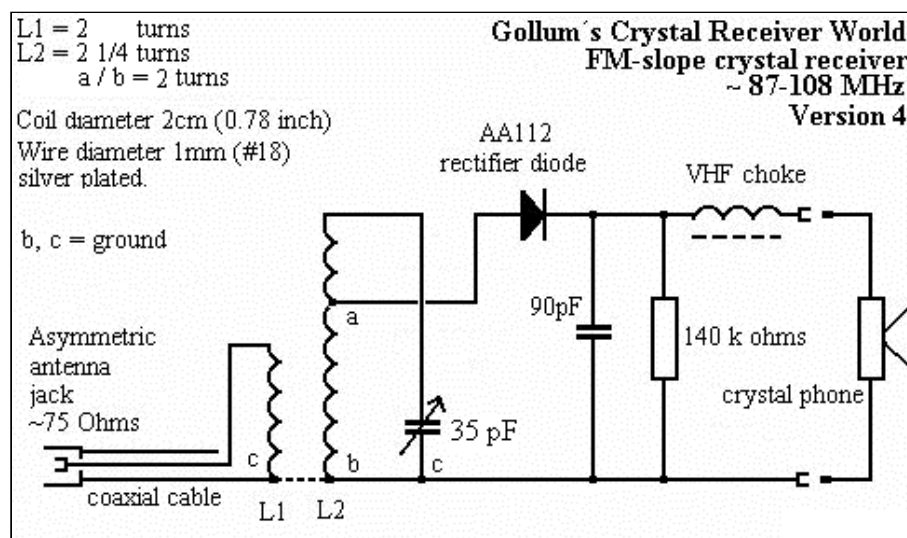 L1 = 2 turns
L2 = 2 1/4 turns
a / b = 2 turns
Coil diameter 2cm (0.78 inch)
Wire diameter 1mm (#18)
silver plated.
b, c = ground
Gollum´s Crystal Receiver World
FM-slope crystal receiver
~ 87-108 MHz
Version 4
AA112
rectifier diode
VHF choke
Asymmetric
antenna
jack
~75 Ohms
coaxial cable
c
L1
L2
a
b
c
35 pF
90pF
140 k ohms
crystal phone